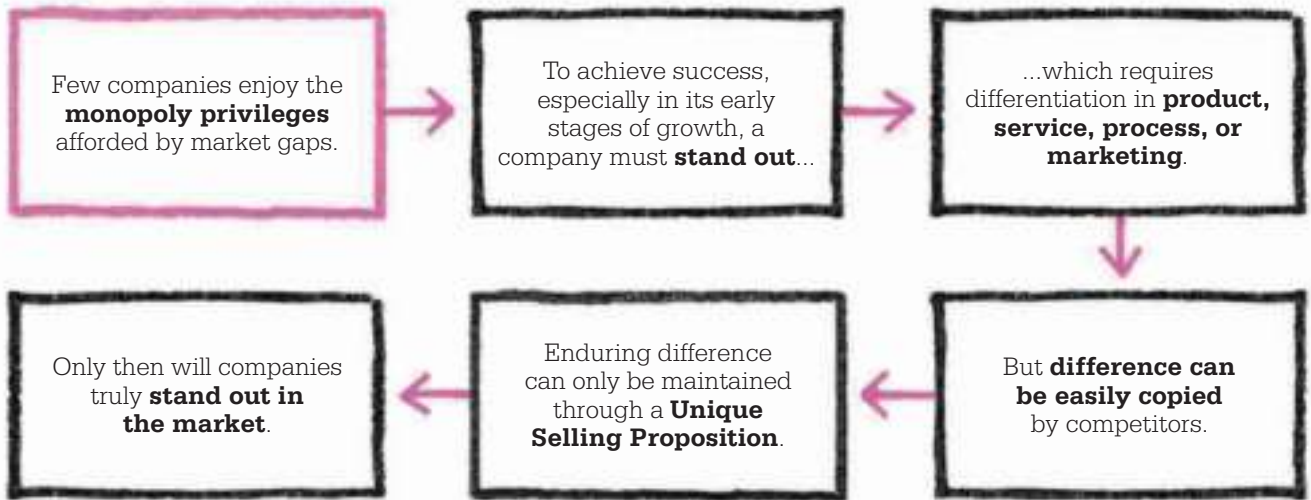 Few companies enjoy the
monopoly privileges
afforded by market gaps.
To achieve success,
especially in its early
stages of growth, a
company must stand out...
...which requires
differentiation in product,
service, process, or
marketing.
But difference can
be easily copied
by competitors.
Enduring difference
can only be maintained
through a Unique
Selling Proposition.
Only then will companies
truly stand out in
the market.